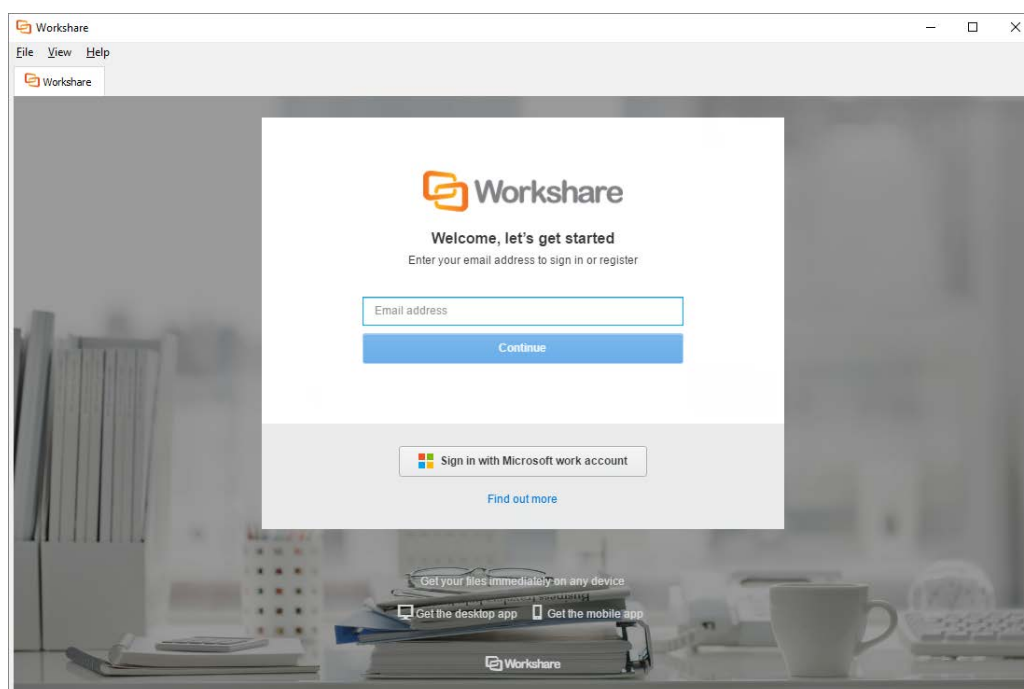 Workshare
File View Help
Workshare
Workshare
Welcome, let's get started
Enter your email address to sign in or register
Email address
Continue
Sign in with Microsoft work account
Find out more
Get your files immediately on any device
Get the desktop app Get the mobile app
Workshare